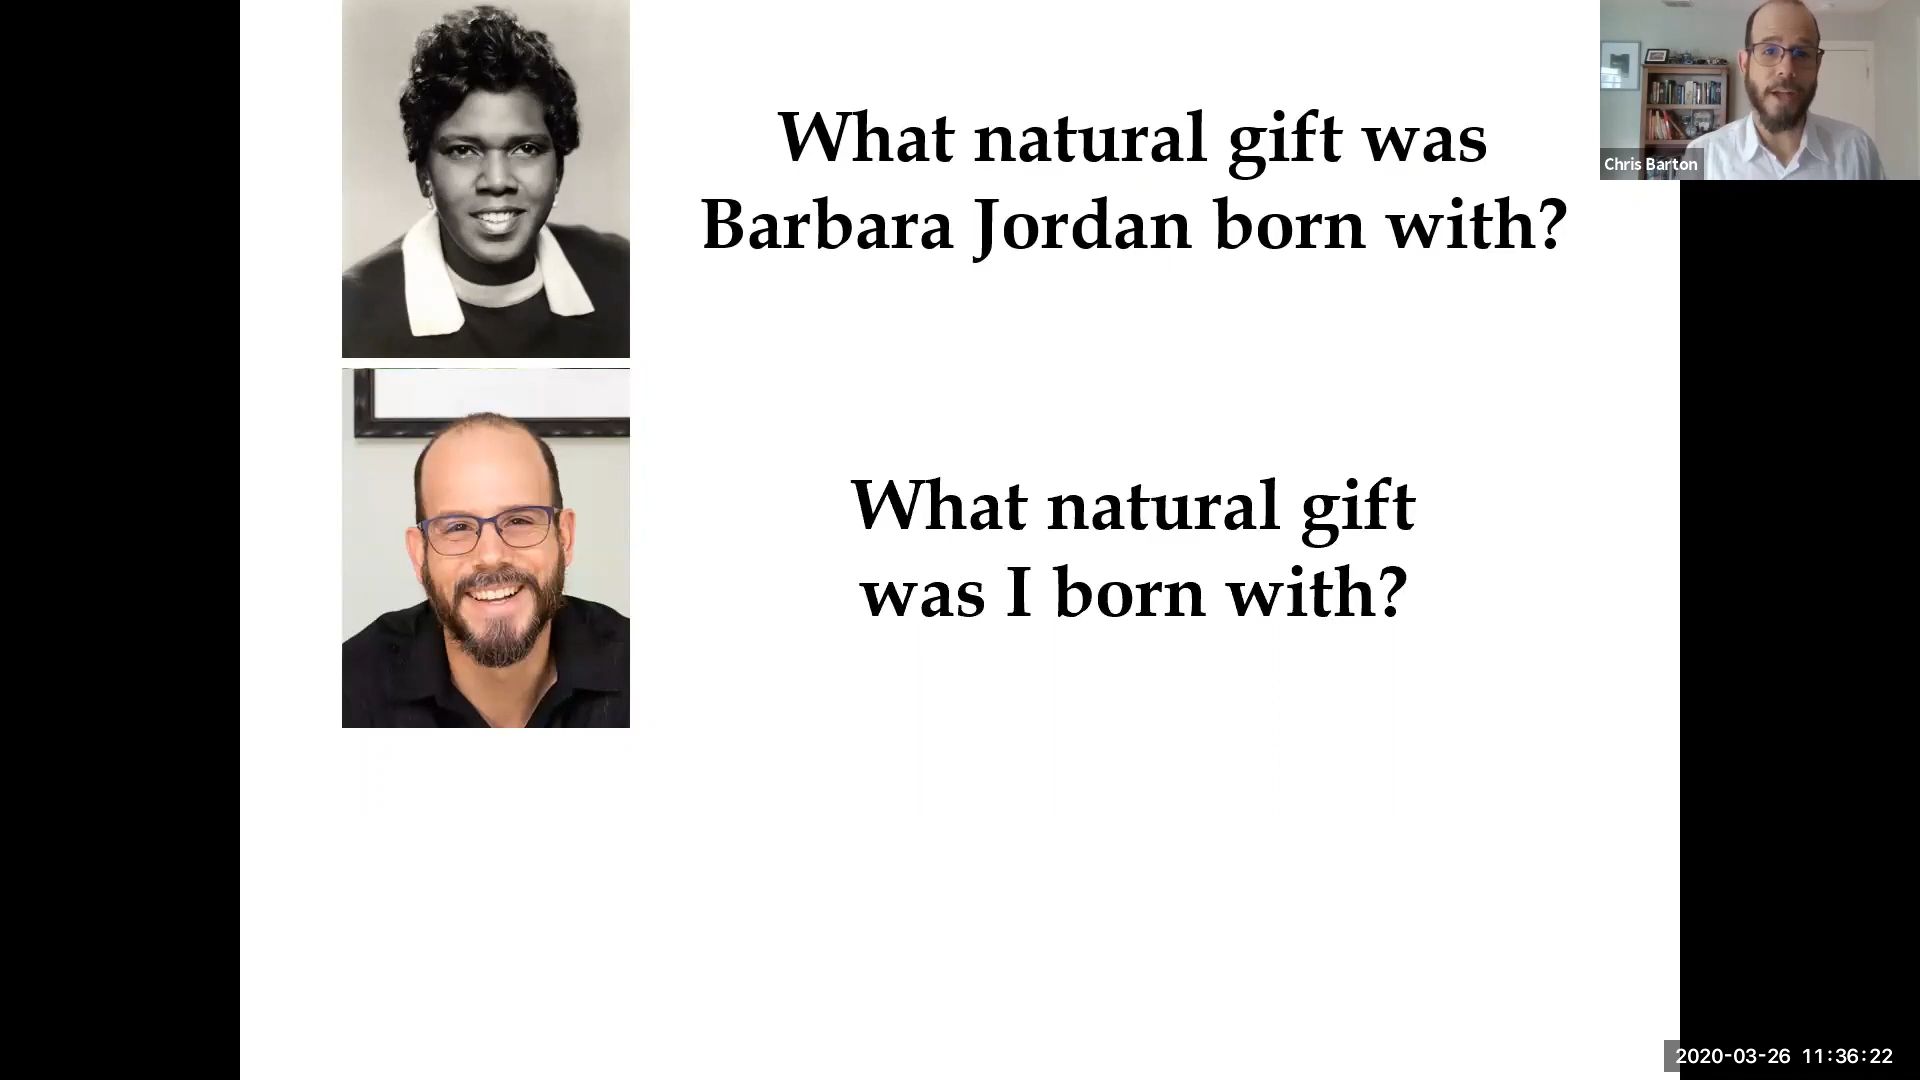 What natural gift was
Barbara Jordan born with?
Chris Barton
What natural gift
was I born with?
2020-03-26 11:36:22